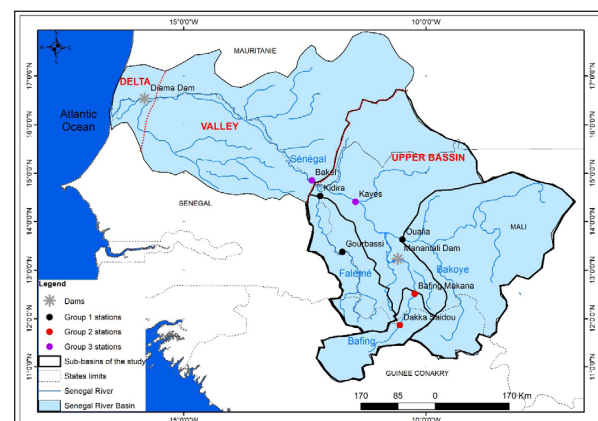 15°0'0"W
10°0'0"W
MAURITANIE
17°0'0"N
DELTA
Diama Dam
Atlantic
Ocean
16°0'0"N
VALLEY
Sénégal
UPPER BASSIN
15°0'0"N
Bakel
Kidira
Kayes
SENEGAL
14°0'0"N
Oualia
MALI
Gourbassi
Manantali Dam
13°0'0"N
Falémé
Bakoye
Legend
Dams
Group 1 stations
Group 2 stations
Group 3 stations
Sub-basins of the study
States limits
Senegal River
Senegal River Basin
Bafing Makana
12°0'0"N
Dakka Saidou
Bafing
11°0'0"N
GUINEE CONAKRY
170 85 0 170 Km
15°0'0"W
10°0'0"W